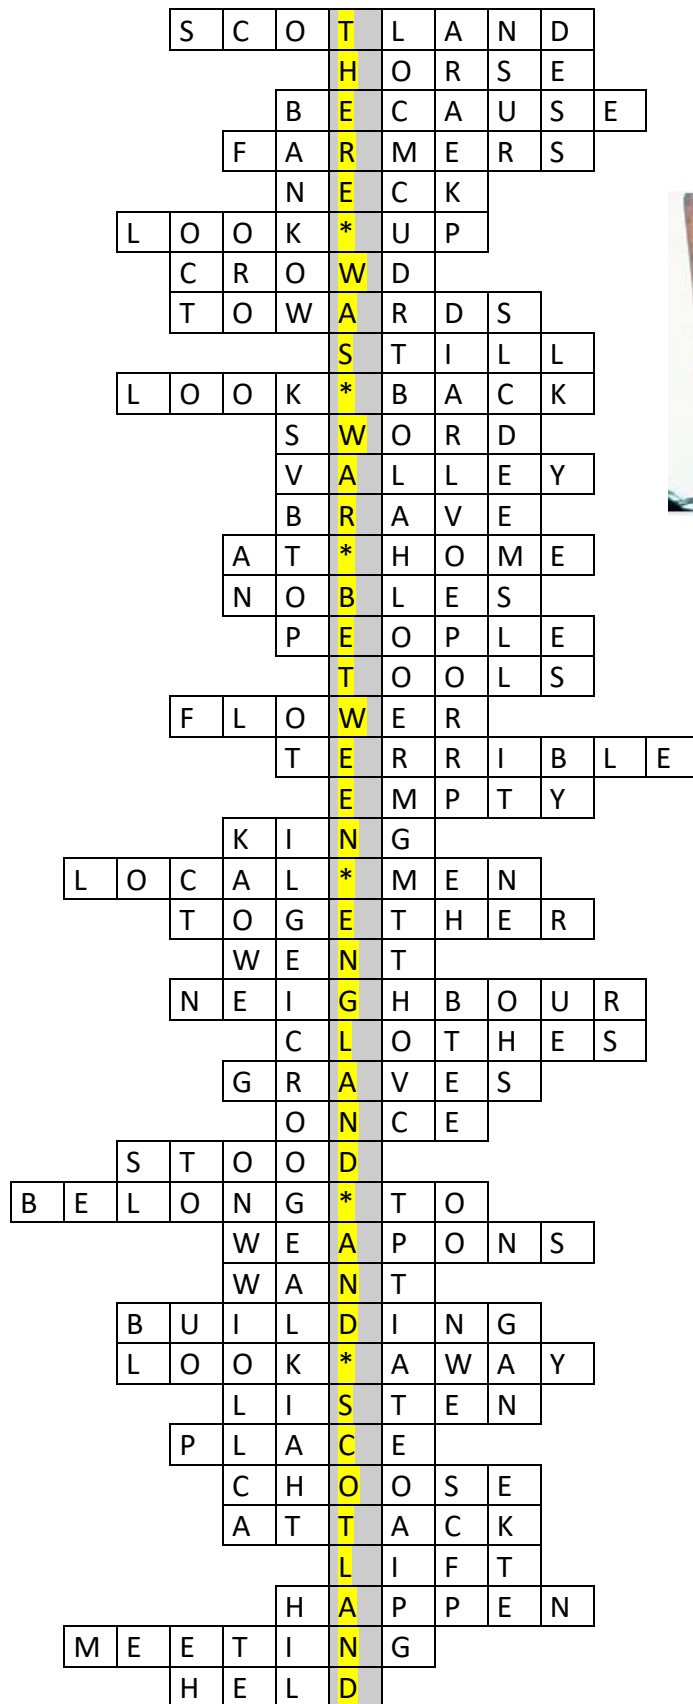 SCOTLAND
HORSE
BECAUSE
FARMERS
NECK
LOOK*UP
CROWD
TOWARDS
STILL
LOOK*BACK
SWORD
VALLEY
BRAVE
AT*HOME
NOBLES
PEOPLE
TOOLS
FLOWER
TERRIBLE
EMPTY
KING
LOCAL*MEN
TOGETHER
WENT
NEIGHBOUR
CLOTHES
GRAVES
ONCE
STOOD
BELONG*TO
WEAPONS
WANT
BUILDING
LOOK*AWAY
LISTEN
PLACE
CHOOSE
ATTACK
LIFT
HAPPEN
MEETING
HELD